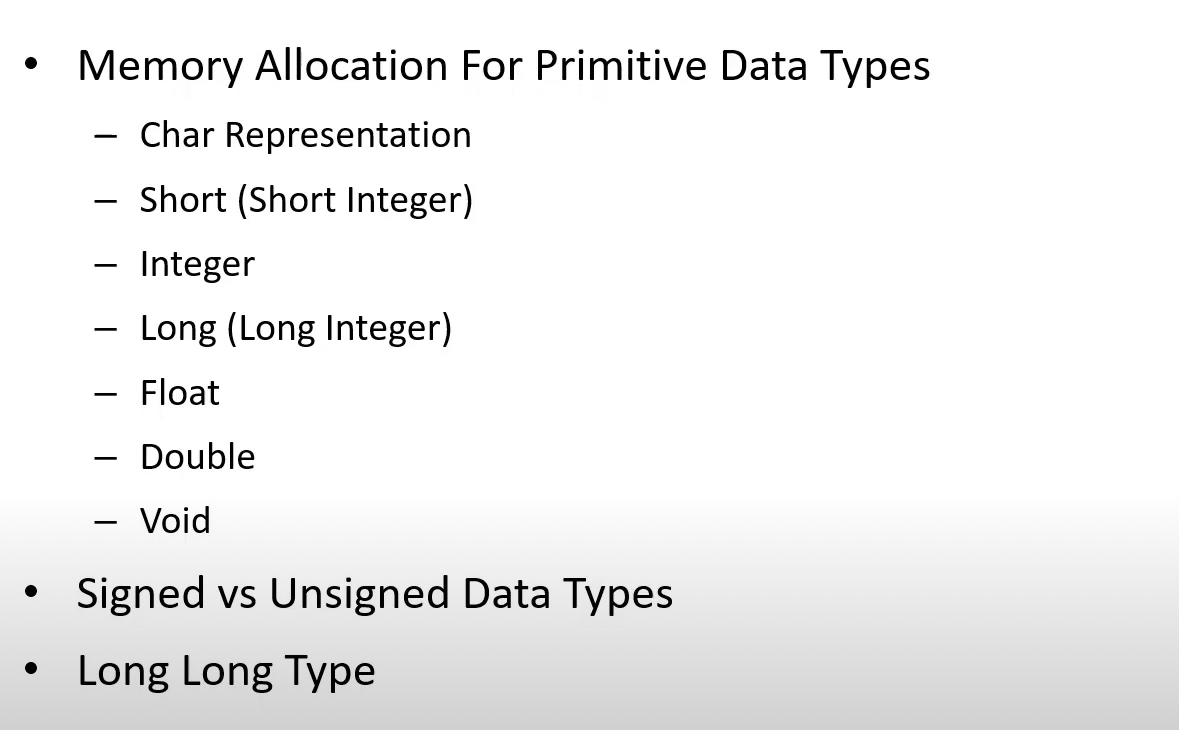 • Memory Allocation For Primitive Data Types
– Char Representation
– Short (Short Integer)
– Integer
– Long (Long Integer)
– Float
– Double
– Void
• Signed vs Unsigned Data Types
• Long Long Type